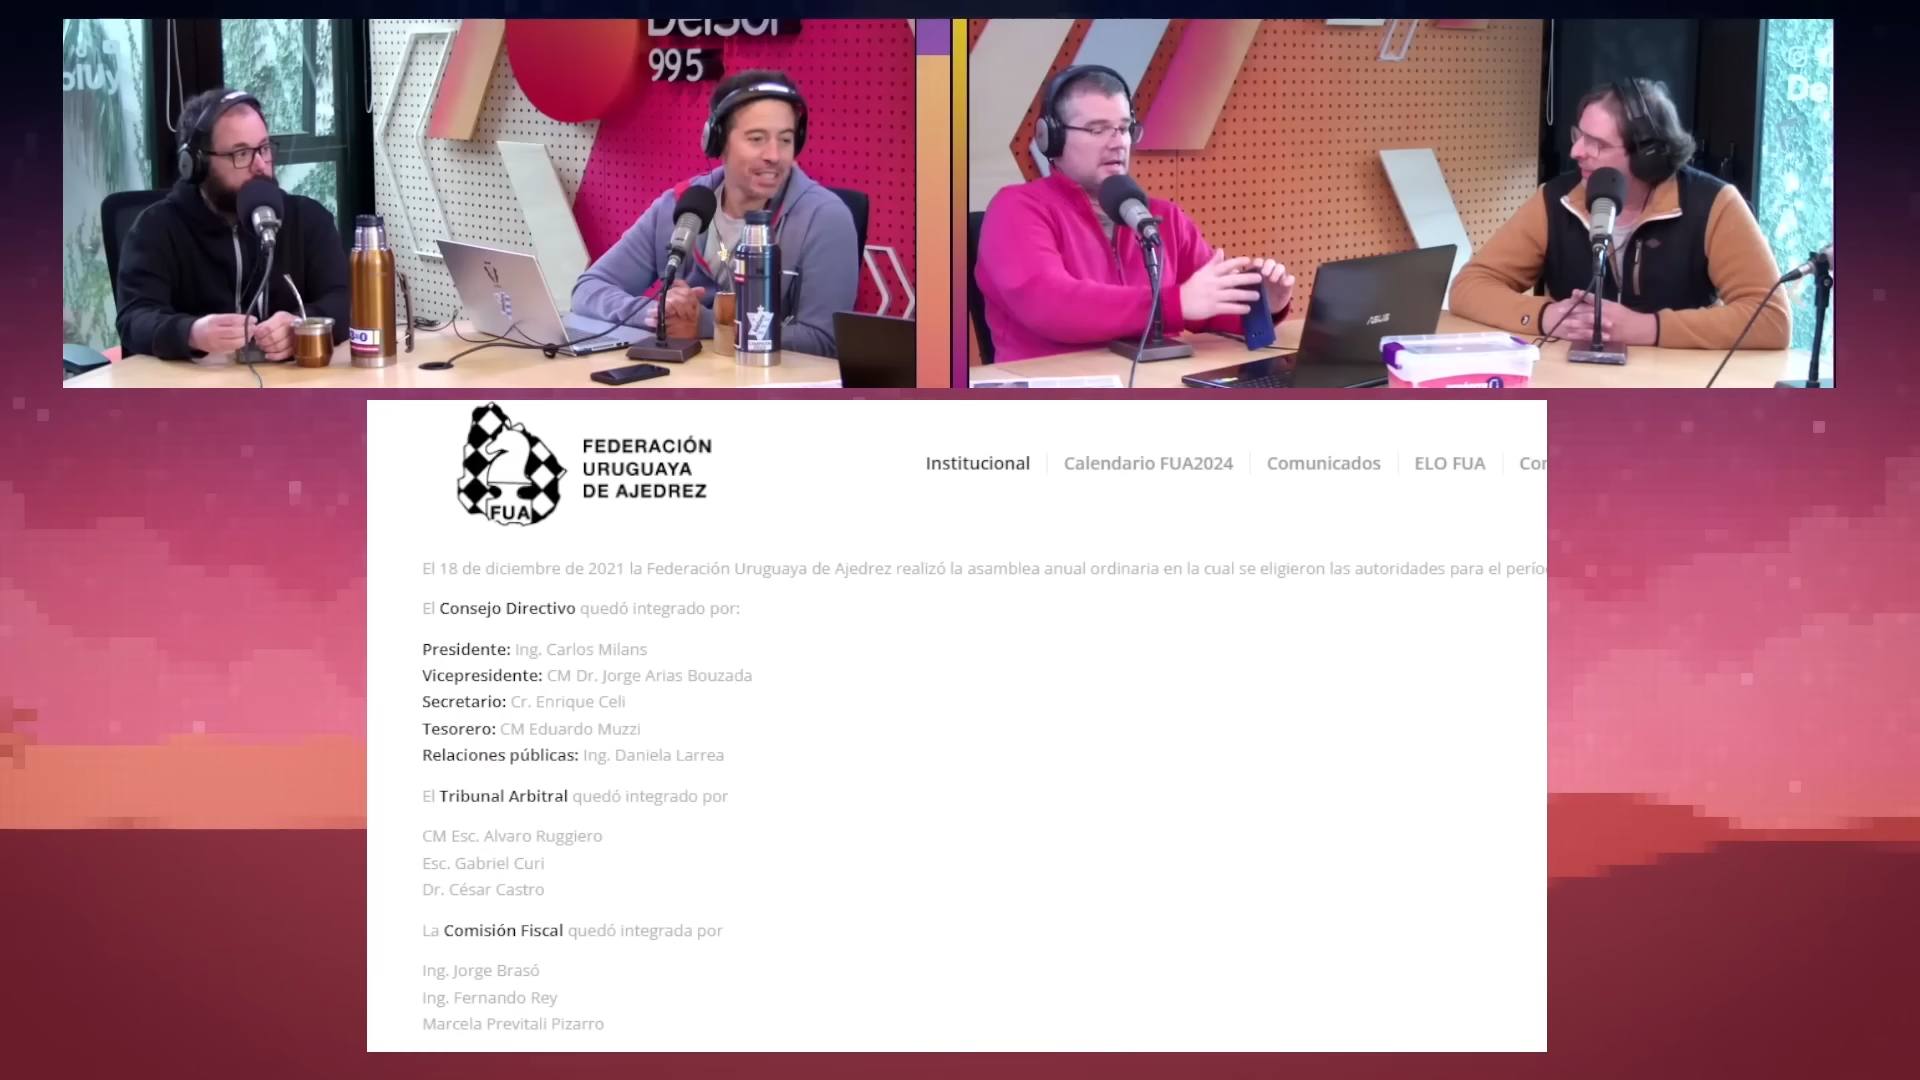 DelSol
99.5
De
ASUS
FEDERACIÓN
URUGUAYA
DE AJEDREZ
FUA
Institucional
Calendario FUA2024
Comunicados
ELO FUA
El 18 de diciembre de 2021 la Federación Uruguaya de Ajedrez realizó la asamblea anual ordinaria en la cual se eligieron las autoridades para el
El Consejo Directivo quedó integrado por:
Presidente: Ing. Carlos Milans
Vicepresidente: CM Dr. Jorge Arias Bouzada
Secretario: Cr. Enrique Celi
Tesorero: CM Eduardo Muzzi
Relaciones públicas: Ing. Daniela Larrea
El Tribunal Arbitral quedó integrado por
CM Esc. Alvaro Ruggiero
Esc. Gabriel Curi
Dr. César Castro
La Comisión Fiscal quedó integrada por
Ing. Jorge Brasó
Ing. Fernando Rey
Marcela Previtali Pizarro